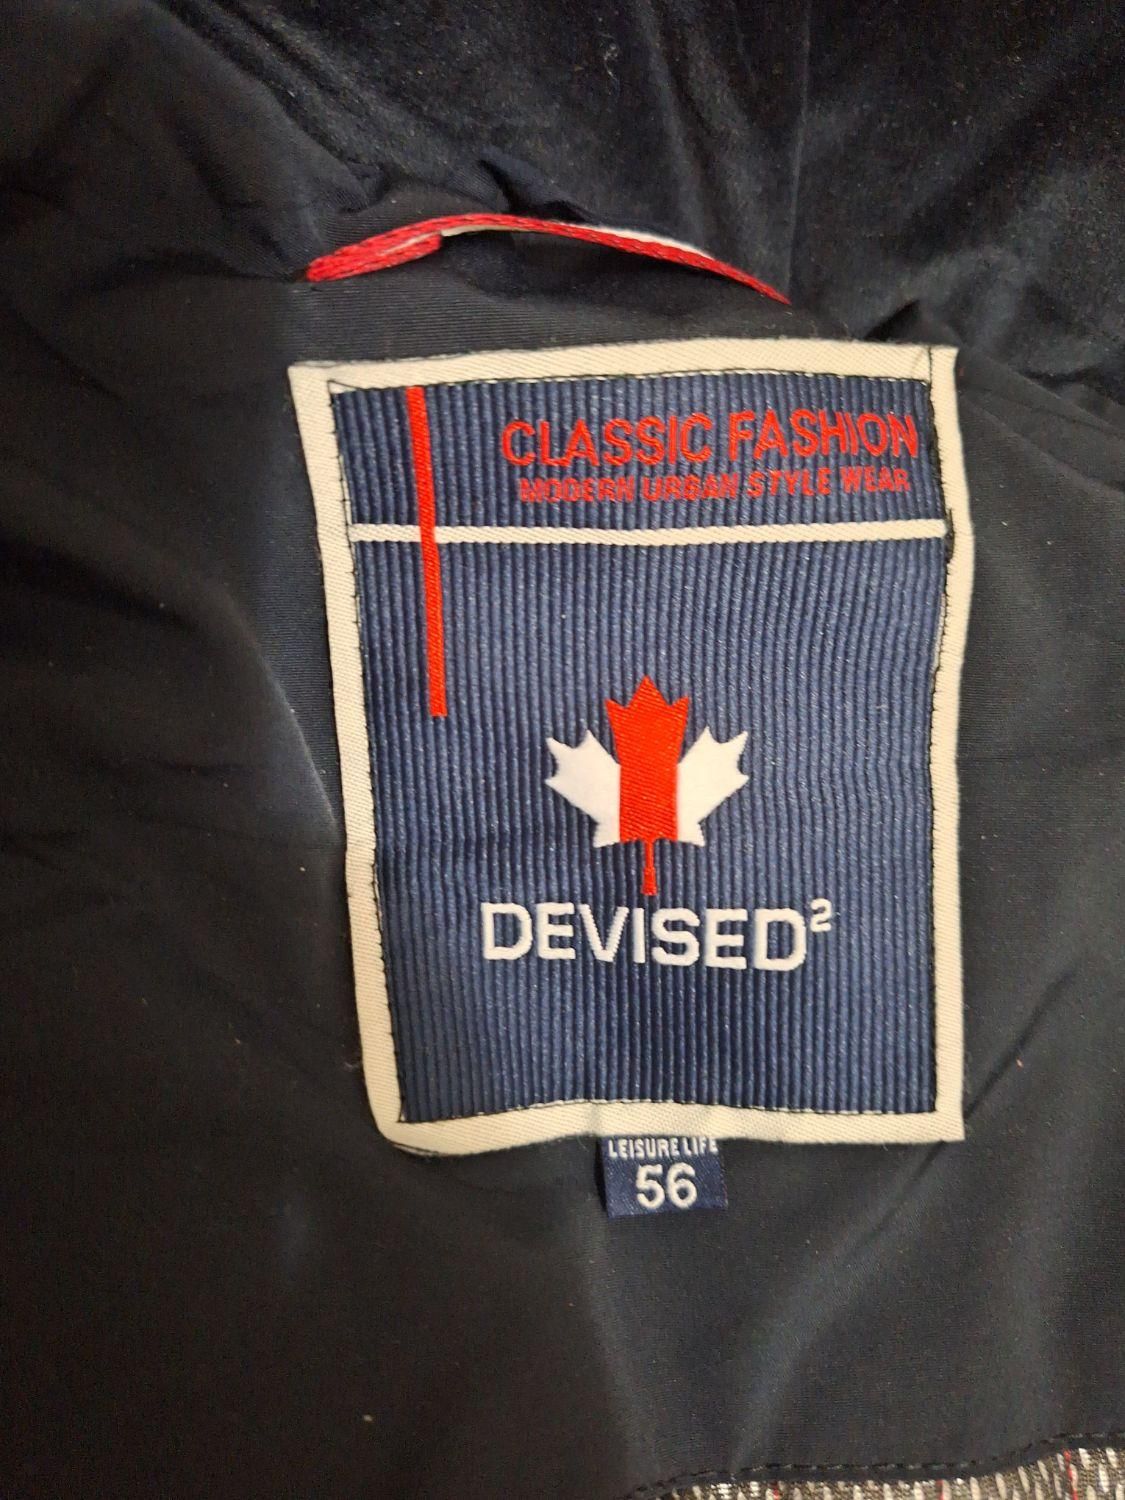 CLASSIC FASHION
MODERN URBAN STYLE WEAR
DEVISED²
LEISURE LIFE
56